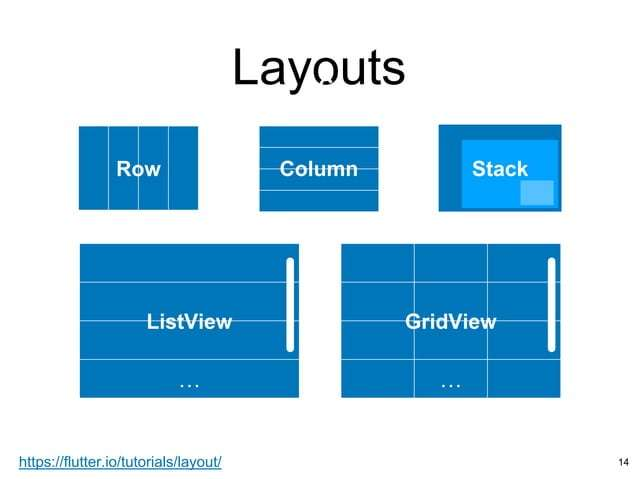 Layouts
Row
Column
Stack
ListView
...
GridView
...
https://flutter.io/tutorials/layout/
14